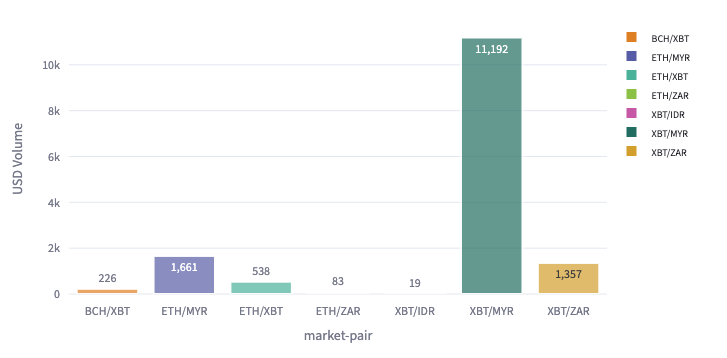 11,192
10k
8k
6k
4k
2k
0
USD Volume
226
1,661
538
83
19
1,357
BCH/XBT
ETH/MYR
ETH/XBT
ETH/ZAR
XBT/IDR
XBT/MYR
XBT/ZAR
market-pair
BCH/XBT
ETH/MYR
ETH/XBT
ETH/ZAR
XBT/IDR
XBT/MYR
XBT/ZAR